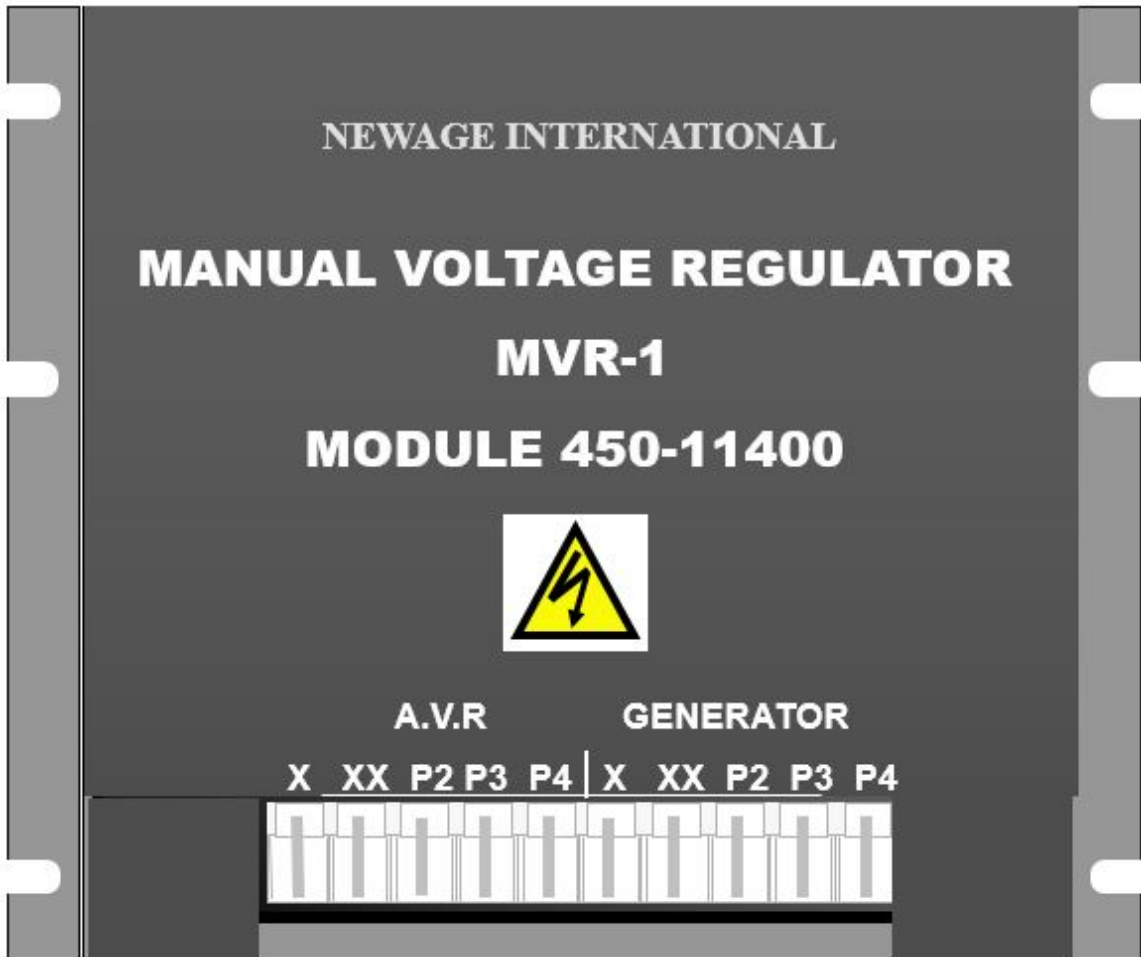 NEWAGE INTERNATIONAL
MANUAL VOLTAGE REGULATOR
MVR-1
MODULE 450-11400
A.V.R GENERATOR
X XX P2 P3 P4 X XX P2 P3 P4